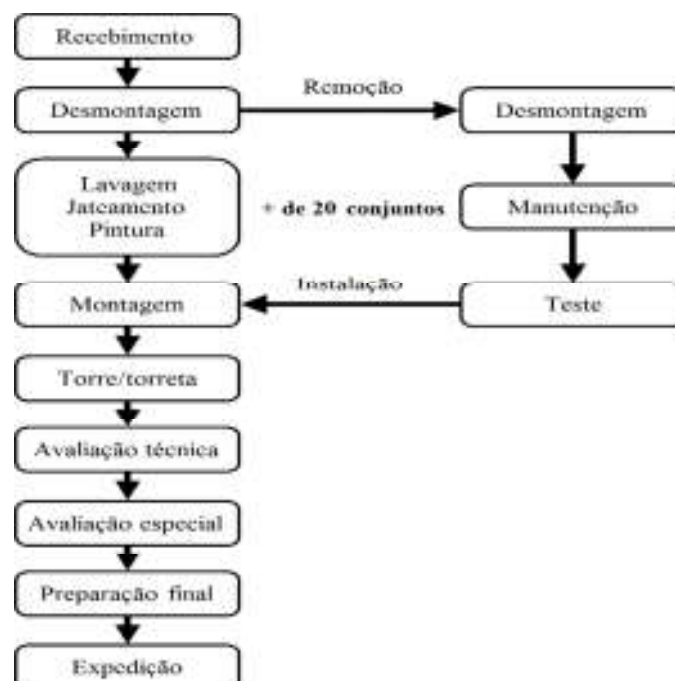 Recebimento
Desmontagem
Remoção
Desmontagem
Lavagem
Jateamento
Pintura
+ de 20 conjuntos
Manutenção
Montagem
Instalação
Teste
Torre/torreta
Avaliação técnica
Avaliação especial
Preparação final
Expedição